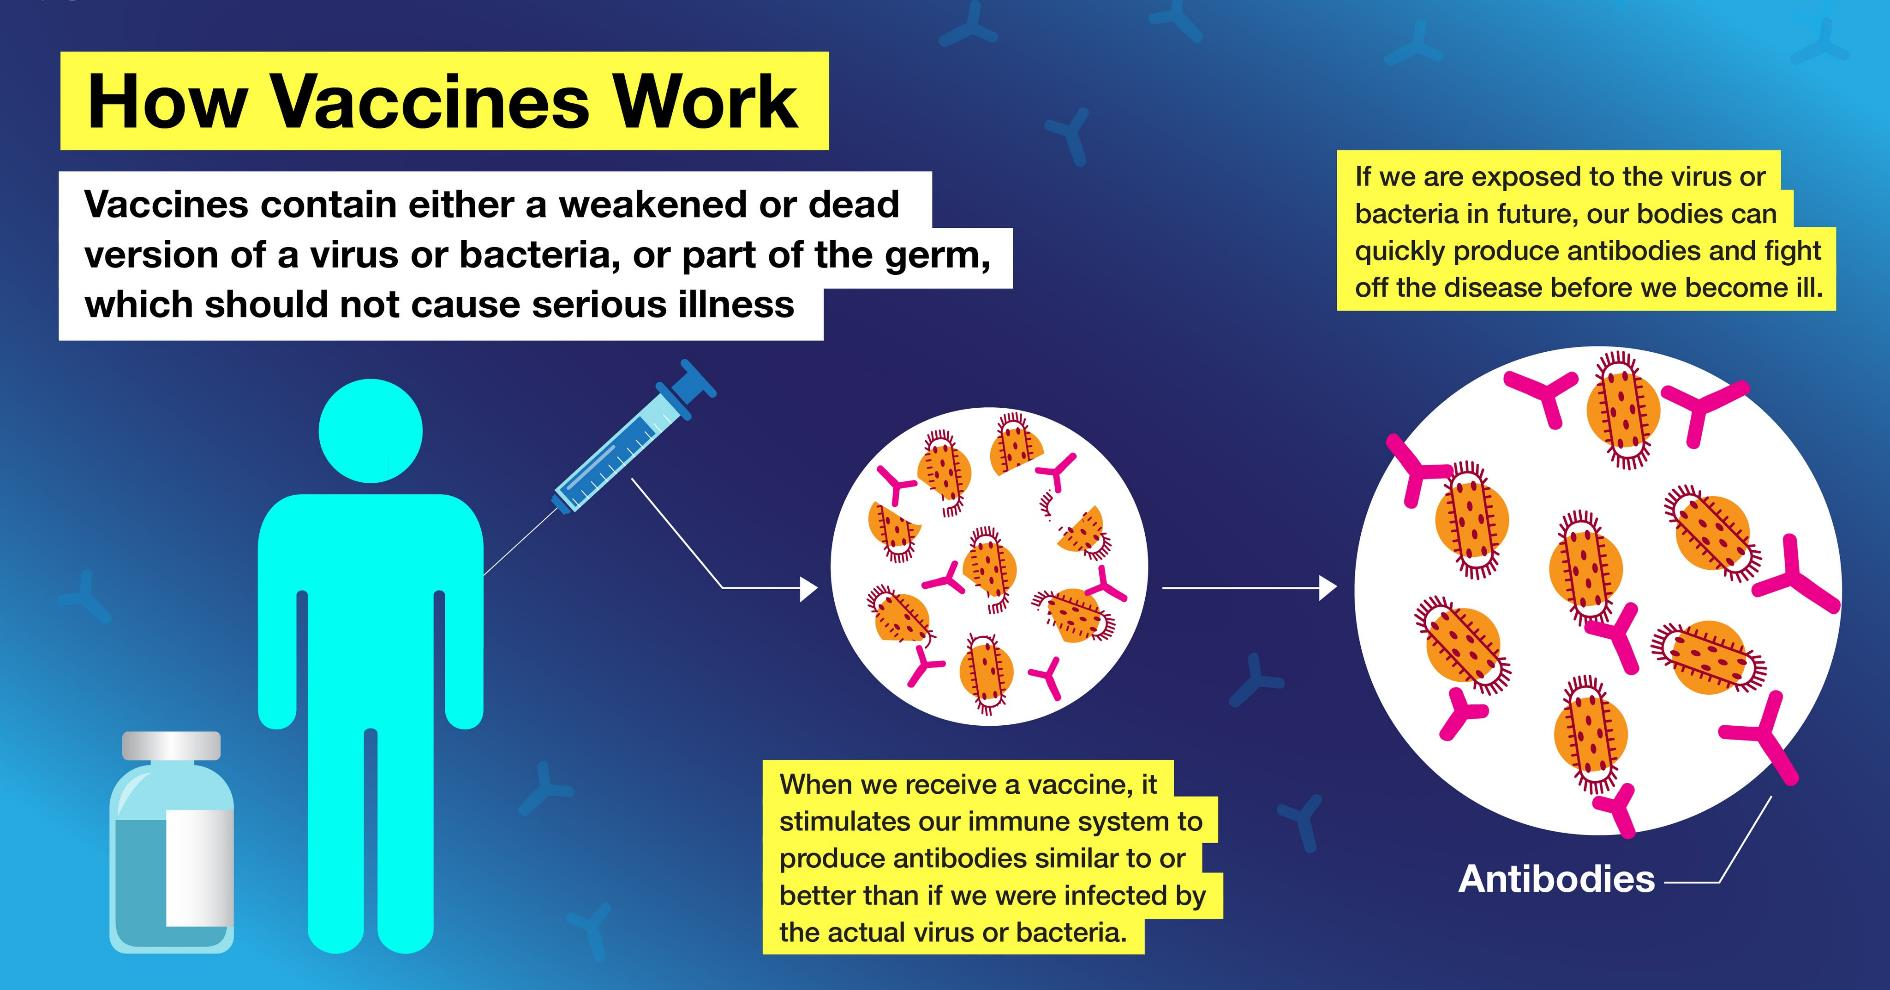 How Vaccines Work
Vaccines contain either a weakened or dead
version of a virus or bacteria, or part of the germ,
which should not cause serious illness
If we are exposed to the virus or
bacteria in future, our bodies can
quickly produce antibodies and fight
off the disease before we become ill.
When we receive a vaccine, it
stimulates our immune system to
produce antibodies similar to or
better than if we were infected by
the actual virus or bacteria.
Antibodies